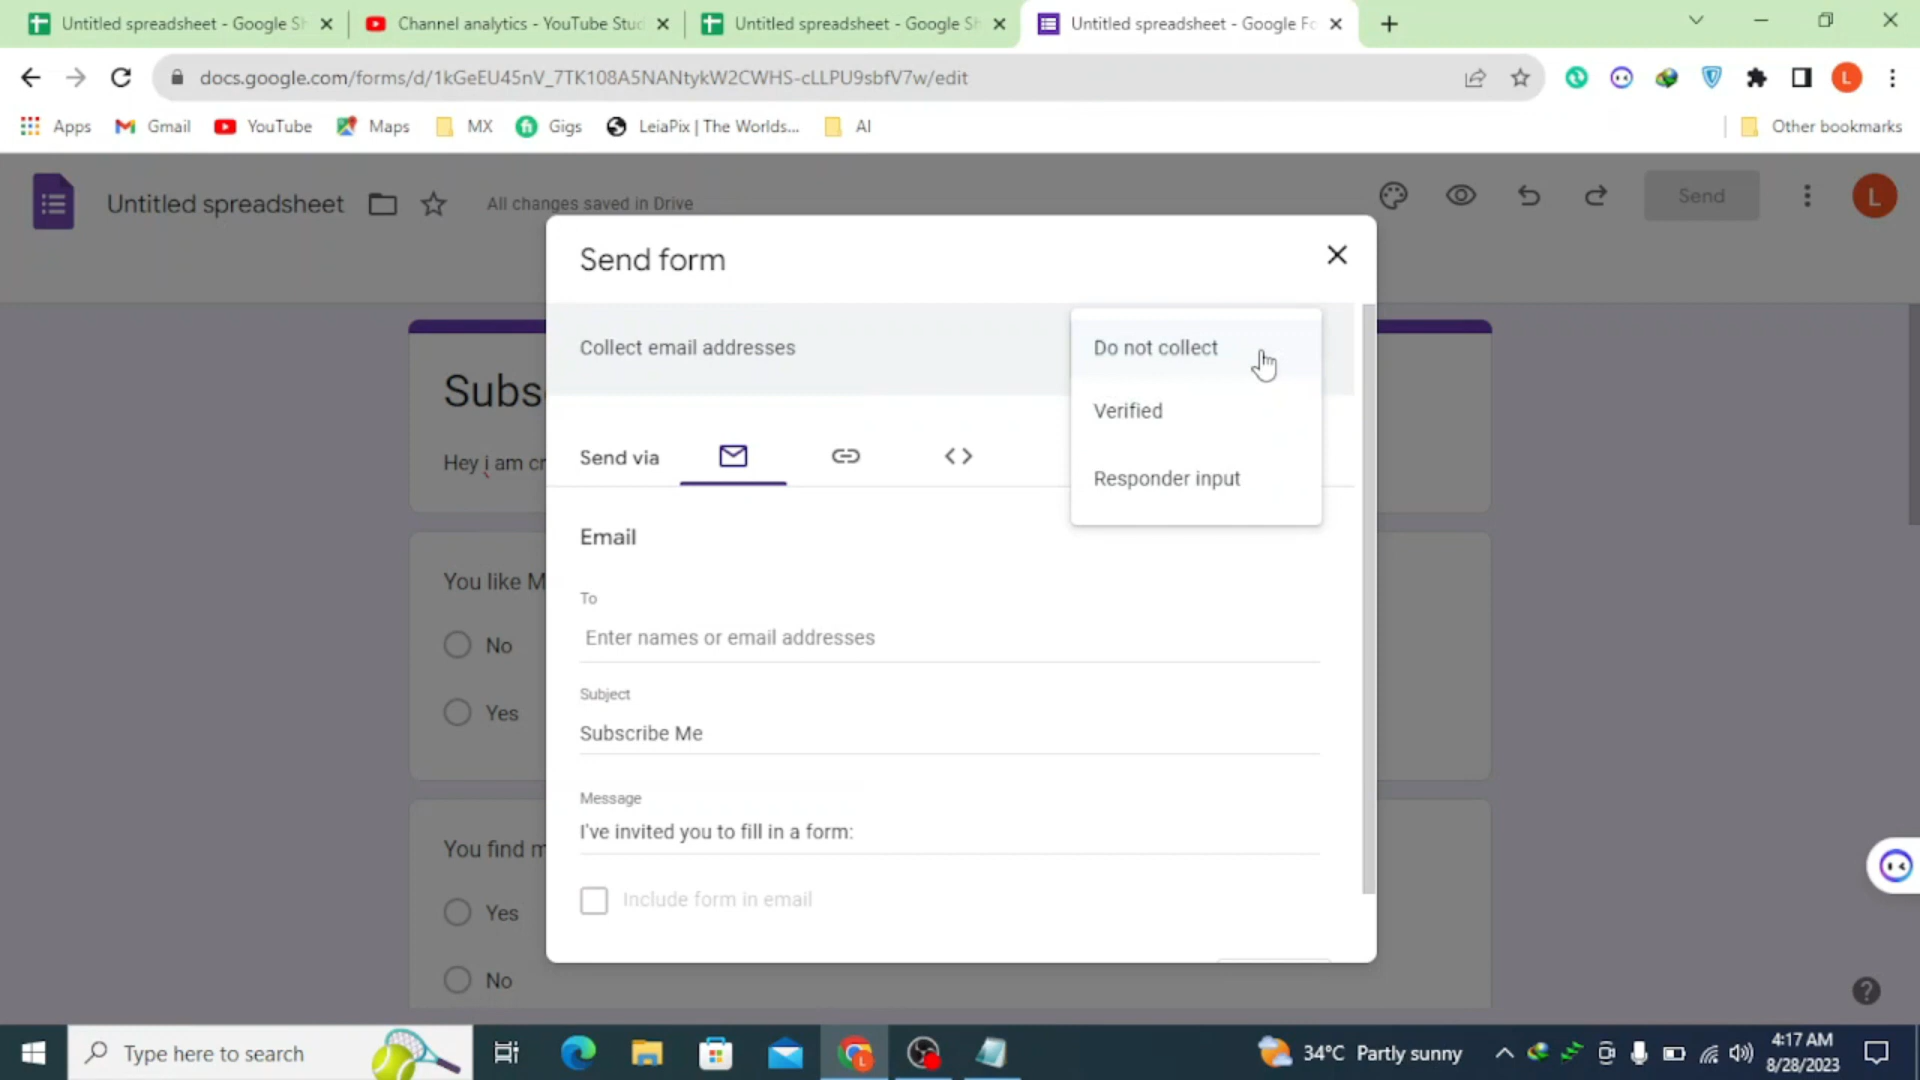 Untitled spreadsheet - Google Sh
Channel analytics - YouTube Stud
Untitled spreadsheet - Google Sh
Untitled spreadsheet - Google Fo
docs.google.com/forms/d/1kGeEU45nV_7TK108A5NANtykW2CWHS-cLLPU9sbfV7w/edit
L
Apps
Gmail
YouTube
Maps
MX
Gigs
LeiaPix | The Worlds...
AI
Other bookmarks
Untitled spreadsheet
All changes saved in Drive
Send
L
Send form
Collect email addresses
Do not collect
Verified
Responder input
Subs
Hey i am cr
Send via
Email
You like M
No
Yes
To
Enter names or email addresses
Subject
Subscribe Me
Message
I've invited you to fill in a form:
Include form in email
You find m
Yes
No
Type here to search
34°C Partly sunny
4:17 AM
8/28/2023